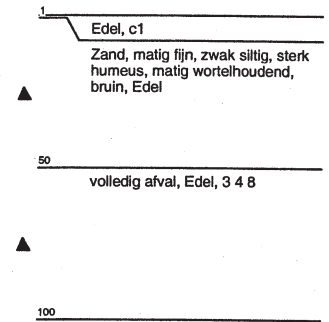 1
Edel, c1
Zand, matig fijn, zwak siltig, sterk
humeus, matig wortelhoudend,
bruin, Edel
50
volledig afval, Edel, 3 4 8
100